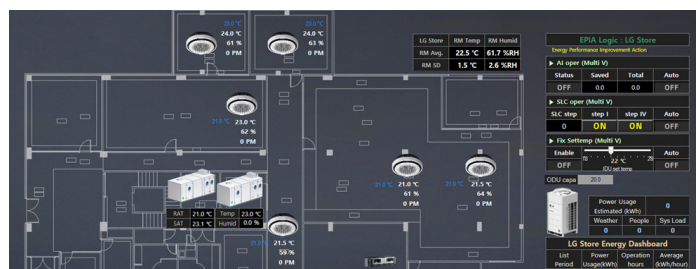 23.0 ℃
24.0 ℃
61 %
0 PM
24.0 ℃
63 %
0 PM
LG Store RM Temp RM Humid
RM Avg. 22.5 ℃ 61.7 %RH
RM SD 1.5 ℃ 2.6 %RH
21.0 ℃ 23.0 ℃
62 %
0 PM
21.0 ℃ 21.0 ℃
61 %
0 PM
21.0 ℃ 21.5 ℃
64 %
0 PM
RAT 21.0 ℃ Temp 23.0 ℃
SAT 23.1 ℃ Humid 0.0 %
21.5 ℃
59 %
0 PM
EPIA Logic : LG Store
Energy Performance Improvement Action
▶ AI oper (Multi V)
Status Saved Total Auto
OFF 0.0 0.0 OFF
▶ SLC oper (Multi V)
SLC step step I step IV Auto
0 ON ON OFF
▶ Fix Settemp (Multi V)
Enable Auto
18 22 ℃ 28
OFF IDU set temp. OFF
ODU capa 20.0
Power Usage
Estimated (kWh) 0
Weather People Sys Load
0 0 0
LG Store Energy Dashboard
List Power Operation Average
Period Usage(kWh) hours (kWh/hour)